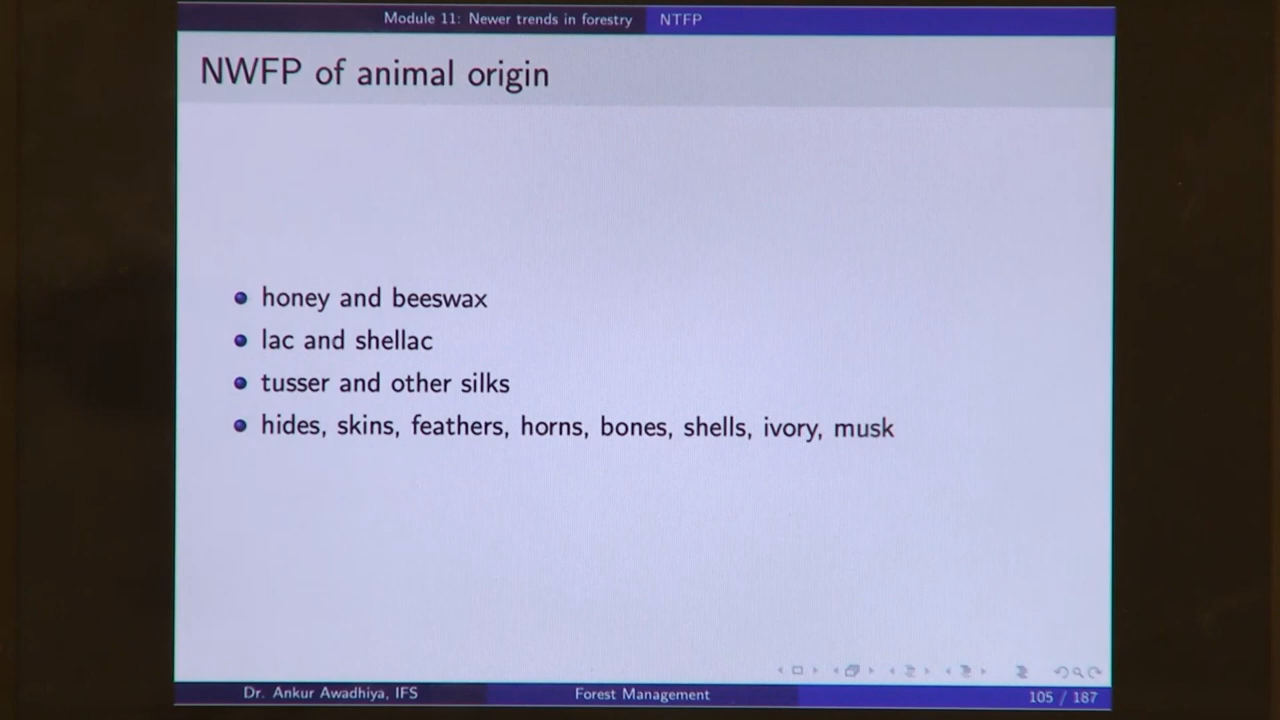 Module 11: Newer trends in forestry NTFP
NWFP of animal origin
honey and beeswax
lac and shellac
tusser and other silks
hides, skins, feathers, horns, bones, shells, ivory, musk
Dr. Ankur Awadhiya, IFS Forest Management 105 / 187